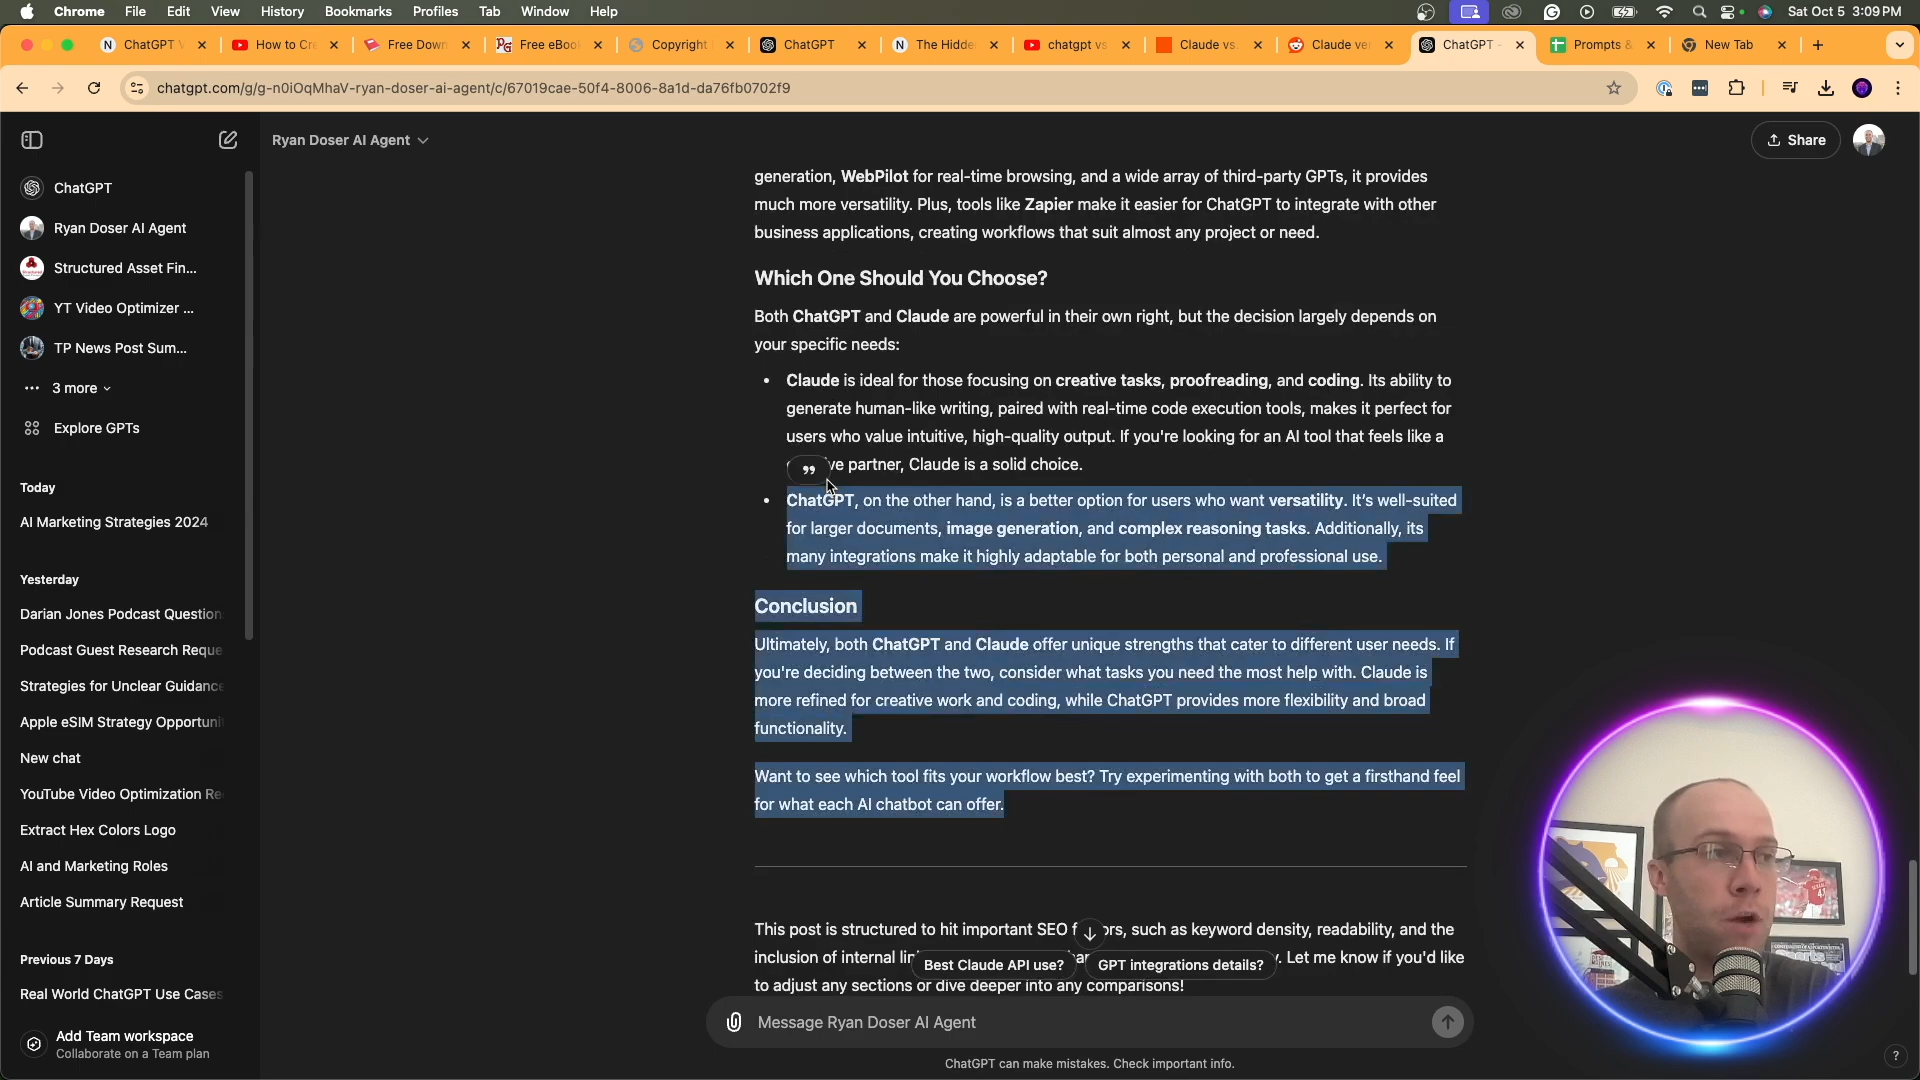 Chrome File Edit View History Bookmarks Profiles Tab Window Help Sat Oct 5 3:09 PM
ChatGPT V How to Cre Free Down Free eBoo Copyright ChatGPT The Hidde chatgpt vs Claude vs. Claude ve ChatGPT - Prompts & New Tab
chatgpt.com/g/g-n0iOqMhaV-ryan-doser-ai-agent/c/67019cae-50f4-8006-8a1d-da76fb0702f9
Ryan Doser AI Agent
Share
ChatGPT
Ryan Doser AI Agent
Structured Asset Fin...
YT Video Optimizer ...
TP News Post Sum...
3 more
Explore GPTs
Today
AI Marketing Strategies 2024
Yesterday
Darian Jones Podcast Question
Podcast Guest Research Reque
Strategies for Unclear Guidance
Apple eSIM Strategy Opportuni
New chat
YouTube Video Optimization Re
Extract Hex Colors Logo
AI and Marketing Roles
Article Summary Request
Previous 7 Days
Real World ChatGPT Use Cases
Add Team workspace
Collaborate on a Team plan
generation, WebPilot for real-time browsing, and a wide array of third-party GPTs, it provides
much more versatility. Plus, tools like Zapier make it easier for ChatGPT to integrate with other
business applications, creating workflows that suit almost any project or need.
Which One Should You Choose?
Both ChatGPT and Claude are powerful in their own right, but the decision largely depends on
your specific needs:
• Claude is ideal for those focusing on creative tasks, proofreading, and coding. Its ability to
generate human-like writing, paired with real-time code execution tools, makes it perfect for
users who value intuitive, high-quality output. If you're looking for an AI tool that feels like a
ve partner, Claude is a solid choice.
• ChatGPT, on the other hand, is a better option for users who want versatility. It’s well-suited
for larger documents, image generation, and complex reasoning tasks. Additionally, its
many integrations make it highly adaptable for both personal and professional use.
Conclusion
Ultimately, both ChatGPT and Claude offer unique strengths that cater to different user needs. If
you're deciding between the two, consider what tasks you need the most help with. Claude is
more refined for creative work and coding, while ChatGPT provides more flexibility and broad
functionality.
Want to see which tool fits your workflow best? Try experimenting with both to get a firsthand feel
for what each AI chatbot can offer.
This post is structured to hit important SEO f ors, such as keyword density, readability, and the
inclusion of internal lin . Let me know if you'd like
Best Claude API use? GPT integrations details?
to adjust any sections or dive deeper into any comparisons!
Message Ryan Doser AI Agent
ChatGPT can make mistakes. Check important info.
?